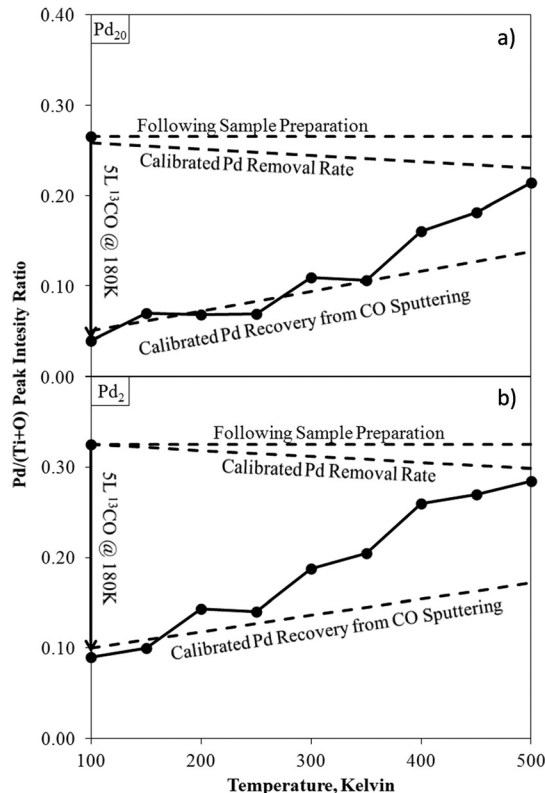 Pd20
a)
0.40
Following Sample Preparation
0.30
Calibrated Pd Removal Rate
5L 13CO @ 180K
0.20
0.10
Calibrated Pd Recovery from CO Sputtering
0.00
Pd/(Ti+O) Peak Intesity Ratio
Pd2
b)
Following Sample Preparation
0.30
Calibrated Pd Removal Rate
5L 13CO @ 180K
0.20
0.10
Calibrated Pd Recovery from CO Sputtering
0.00
100 200 300 400 500
Temperature, Kelvin